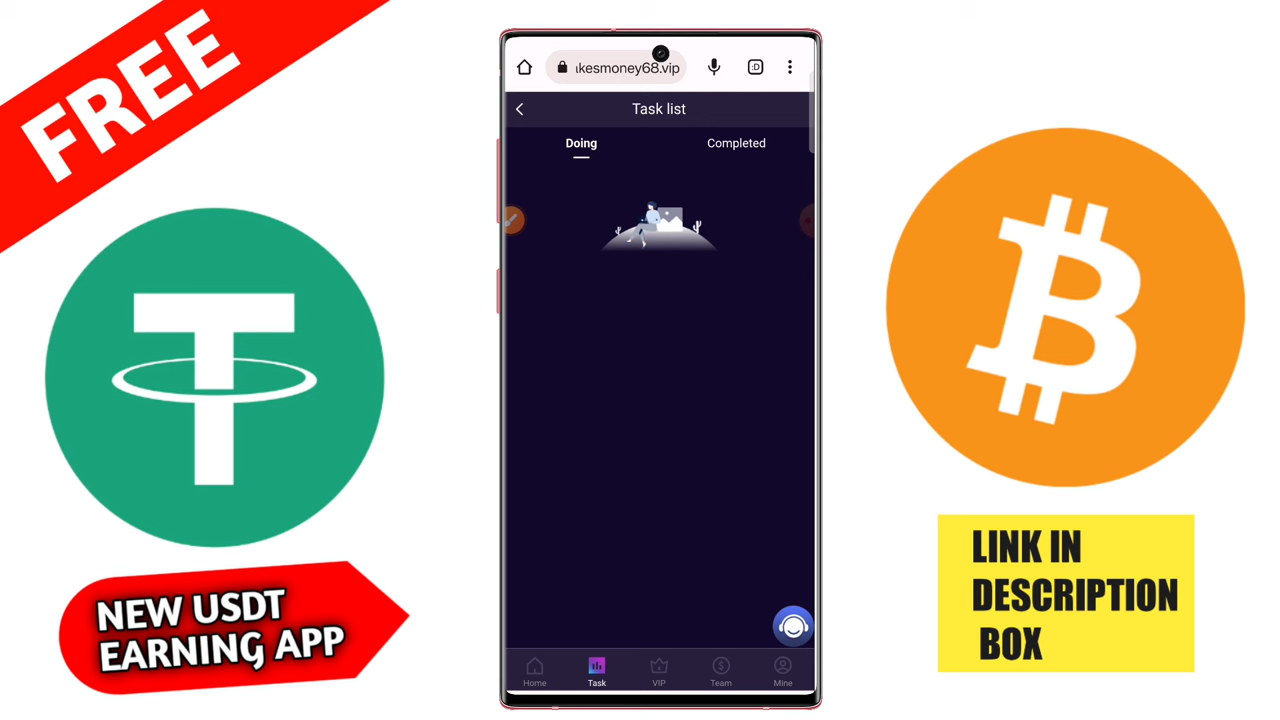 FREE
ıkesmoney68.vip
:D
Task list
Doing
Completed
NEW USDT
EARNING APP
LINK IN
DESCRIPTION
BOX
Home
Task
VIP
Team
Mine